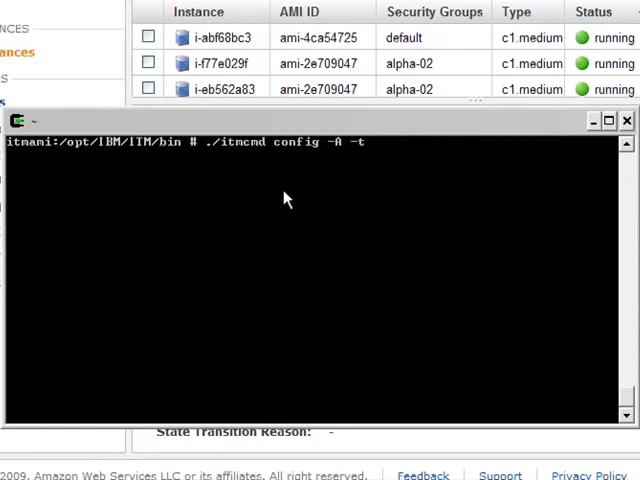 ANCES
Instance AMI ID Security Groups Type Status
i-abf68bc3 ami-4ca54725 default c1.medium running
ances
i-f77e029f ami-2e709047 alpha-02 c1.medium running
S
i-eb562a83 ami-2e709047 alpha-02 c1.medium running
~
itmami:/opt/IBM/ITM/bin # ./itmcmd config -A -t
State Transition Reason: -
2009, Amazon Web Services LLC or its affiliates. All right reserved. Feedback Support Privacy Policy